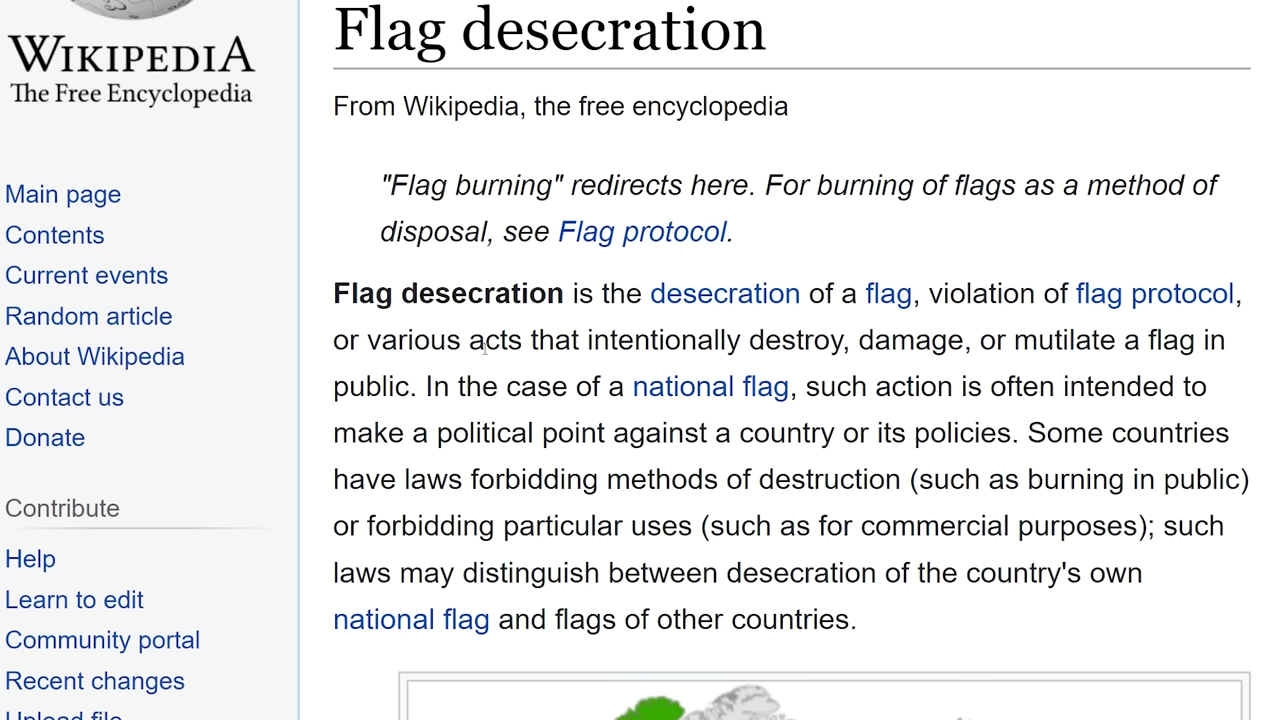 WIKIPEDIA
The Free Encyclopedia
Main page
Contents
Current events
Random article
About Wikipedia
Contact us
Donate
Contribute
Help
Learn to edit
Community portal
Recent changes
Upload file
Flag desecration
From Wikipedia, the free encyclopedia
"Flag burning" redirects here. For burning of flags as a method of
disposal, see Flag protocol.
Flag desecration is the desecration of a flag, violation of flag protocol,
or various acts that intentionally destroy, damage, or mutilate a flag in
public. In the case of a national flag, such action is often intended to
make a political point against a country or its policies. Some countries
have laws forbidding methods of destruction (such as burning in public)
or forbidding particular uses (such as for commercial purposes); such
laws may distinguish between desecration of the country's own
national flag and flags of other countries.